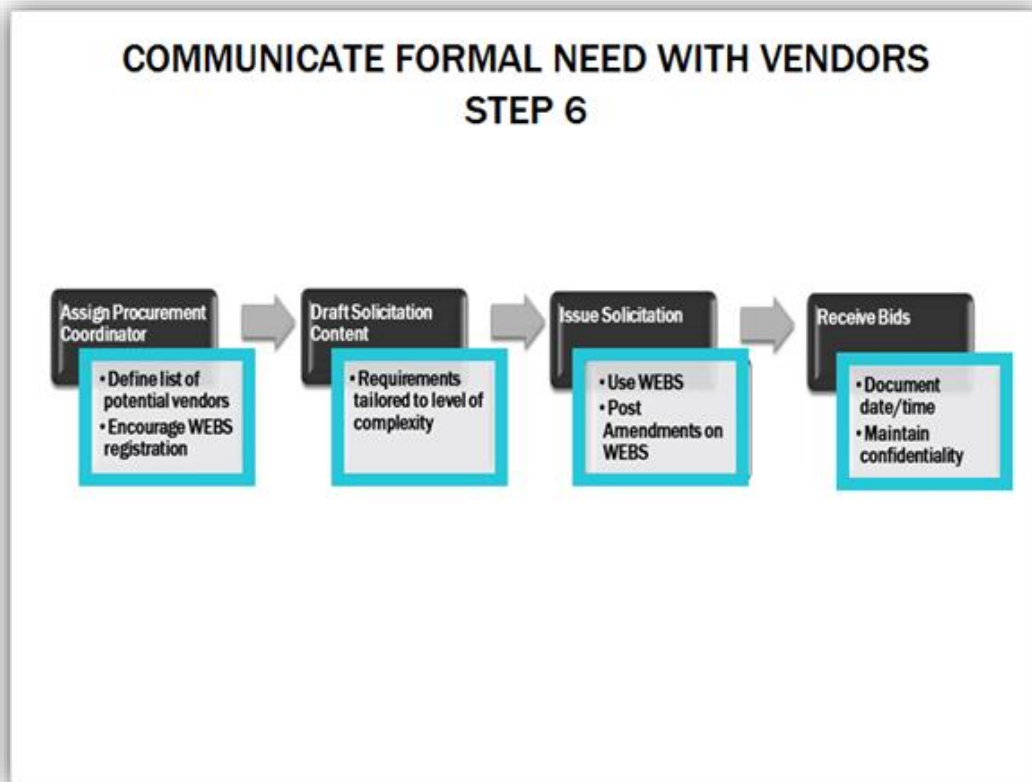 COMMUNICATE FORMAL NEED WITH VENDORS
STEP 6
Assign Procurement
Coordinator
• Define list of
potential vendors
• Encourage WEBS
registration
Draft Solicitation
Content
• Requirements
tailored to level of
complexity
Issue Solicitation
• Use WEBS
• Post
Amendments on
WEBS
Receive Bids
• Document
date/time
• Maintain
confidentiality